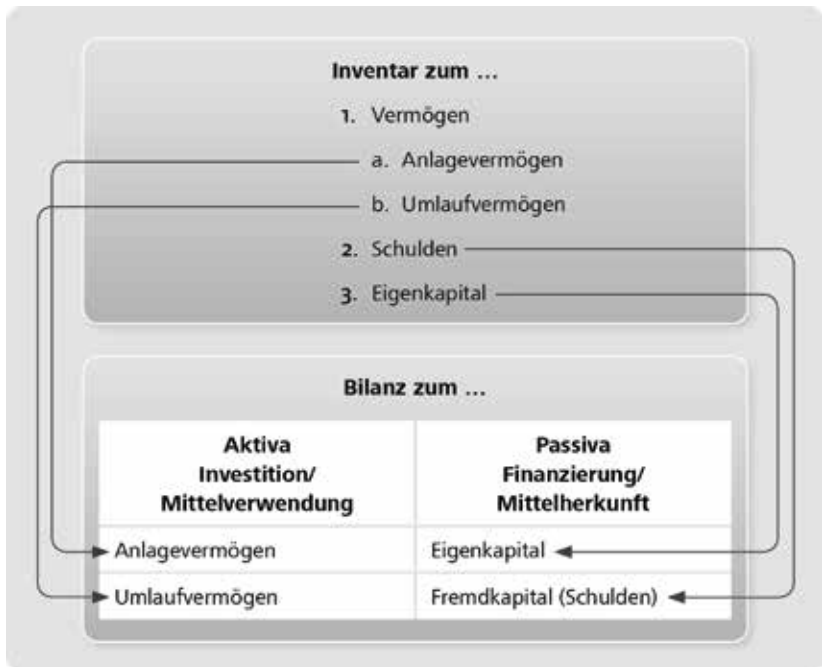 Inventar zum ...
1. Vermögen
a. Anlagevermögen
b. Umlaufvermögen
2. Schulden
3. Eigenkapital
Bilanz zum ...
Aktiva
Investition/
Mittelverwendung
Passiva
Finanzierung/
Mittelherkunft
Anlagevermögen
Eigenkapital
Umlaufvermögen
Fremdkapital (Schulden)